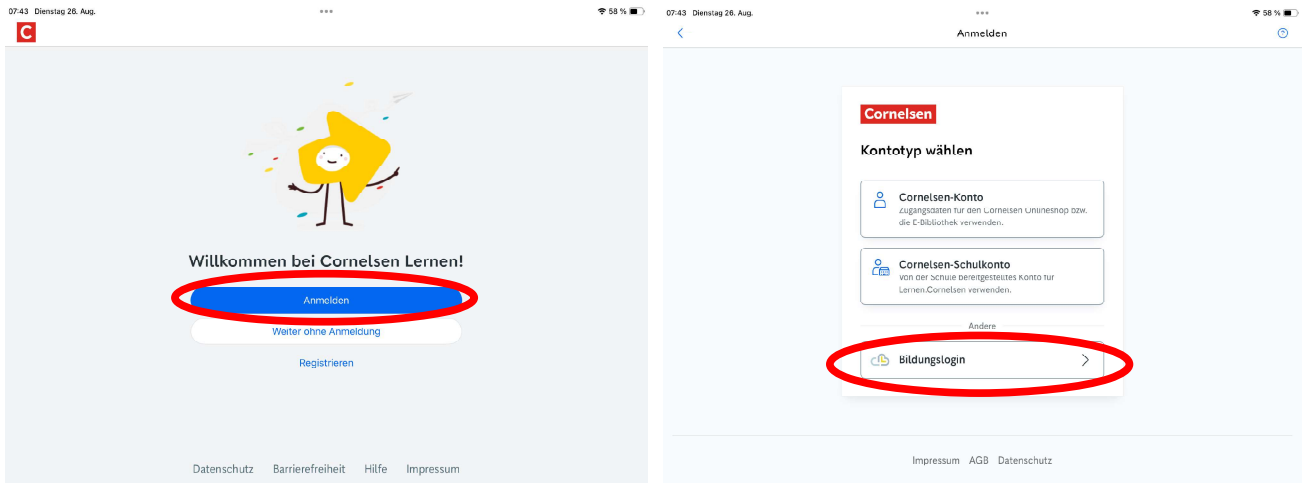 07:43 Dienstag 26. Aug.
58 %
C
Willkommen bei Cornelsen Lernen!
Anmelden
Weiter ohne Anmeldung
Registrieren
Datenschutz Barrierefreiheit Hilfe Impressum
07:43 Dienstag 26. Aug.
58 %
Anmelden
Cornelsen
Kontotyp wählen
Cornelsen-Konto
Zugangsdaten für den Cornelsen Onlineshop bzw.
die E-Bibliothek verwenden.
Cornelsen-Schulkonto
Von der Schule bereitgestelltes Konto für
Lernen.Cornelsen verwenden.
Andere
Bildungslogin
Impressum AGB Datenschutz